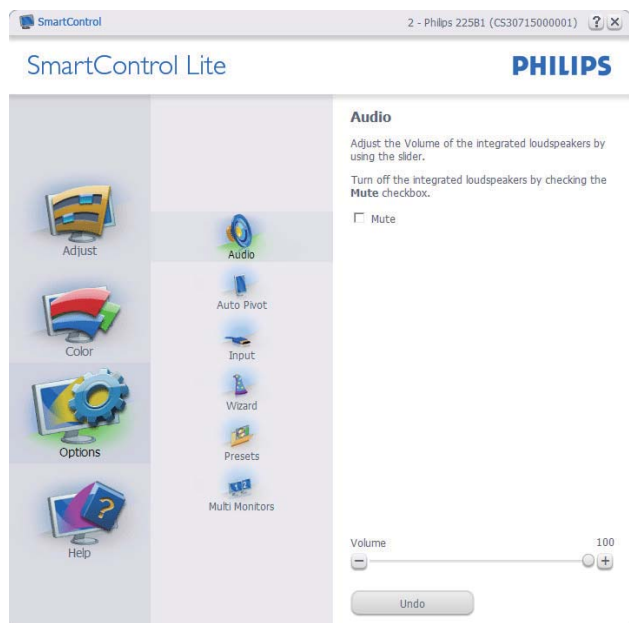 SmartControl
2 - Philips 225B1 (CS30715000001)
?
SmartControl Lite
PHILIPS
Adjust
Color
Options
Help
Audio
Auto Pivot
Input
Wizard
Presets
Multi Monitors
Audio
Adjust the Volume of the integrated loudspeakers by
using the slider.
Turn off the integrated loudspeakers by checking the
Mute checkbox.
Mute
Volume 100
Undo